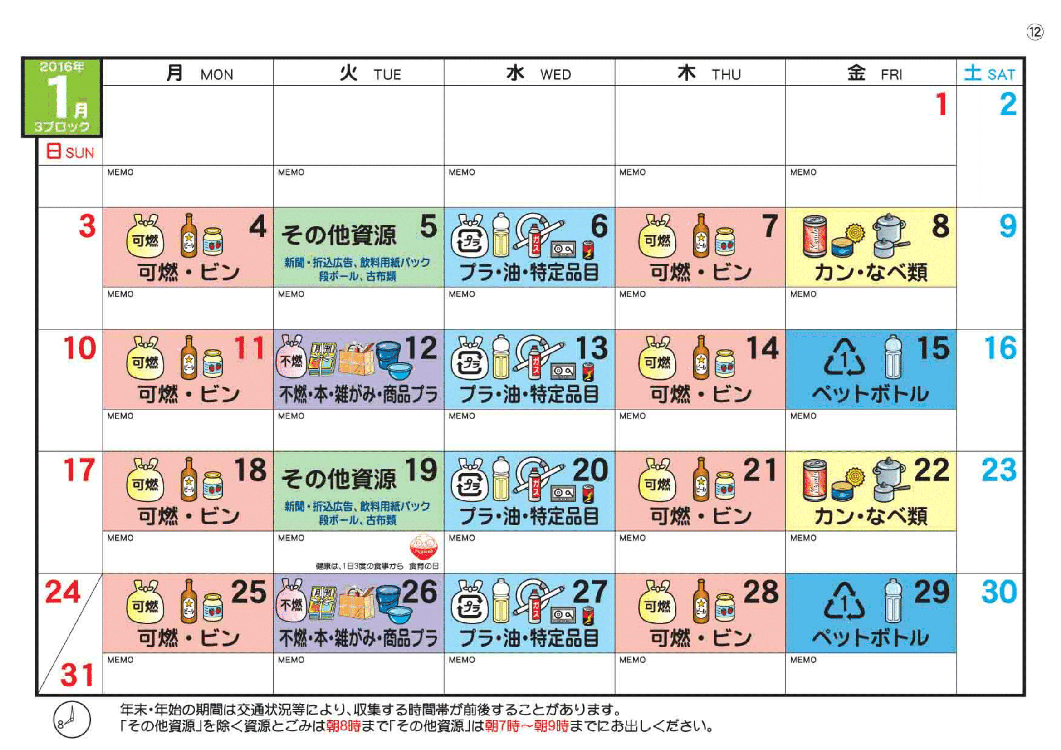 ⑫
2016年
1月
3ブロック
日 SUN
月 MON
火 TUE
水 WED
木 THU
金 FRI
土 SAT
1
2
MEMO
MEMO
MEMO
MEMO
MEMO
3
可燃
4
可燃・ビン
その他資源
5
新聞・折込広告、飲料用紙パック
段ボール、古布類
プラ
ガス
6
プラ・油・特定品目
可燃
7
可燃・ビン
8
カン・なべ類
9
MEMO
MEMO
MEMO
MEMO
MEMO
10
可燃
11
可燃・ビン
不燃
12
不燃・本・雑がみ・商品プラ
プラ
ガス
13
プラ・油・特定品目
可燃
14
可燃・ビン
1
15
ペットボトル
16
MEMO
MEMO
MEMO
MEMO
MEMO
17
可燃
18
可燃・ビン
その他資源
19
新聞・折込広告、飲料用紙パック
段ボール、古布類
プラ
ガス
20
プラ・油・特定品目
可燃
21
可燃・ビン
22
カン・なべ類
23
MEMO
MEMO
健康は、1日3度の食事から 食育の日
MEMO
MEMO
MEMO
24
31
可燃
25
可燃・ビン
不燃
26
不燃・本・雑がみ・商品プラ
プラ
ガス
27
プラ・油・特定品目
可燃
28
可燃・ビン
1
29
ペットボトル
30
MEMO
MEMO
MEMO
MEMO
MEMO
8
年末・年始の期間は交通状況等により、収集する時間帯が前後することがあります。
「その他資源」を除く資源とごみは朝8時まで「その他資源」は朝7時〜朝9時までにお出しください。